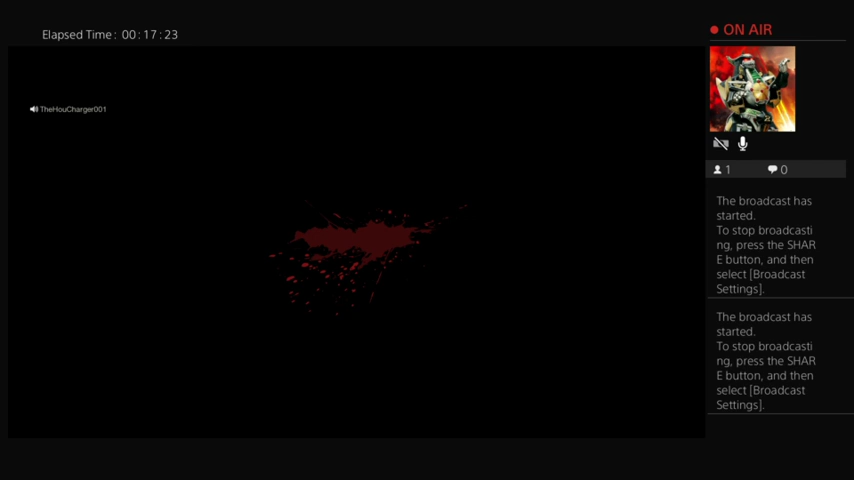 Elapsed Time: 00:17:23
ON AIR
TheHouCharger001
1
0
The broadcast has
started.
To stop broadcasti
ng, press the SHAR
E button, and then
select [Broadcast
Settings].
The broadcast has
started.
To stop broadcasti
ng, press the SHAR
E button, and then
select [Broadcast
Settings].